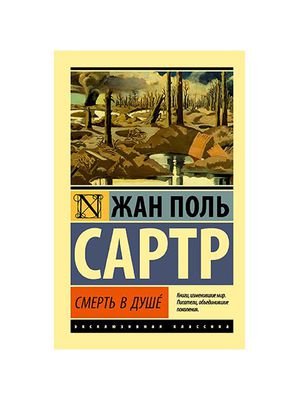 ЖАН ПОЛЬ
САРТР
СМЕРТЬ В ДУШЕ́
Книги, изменившие мир.
Писатели, объединившие
поколения.
ЭКСКЛЮЗИВНАЯ КЛАССИКА